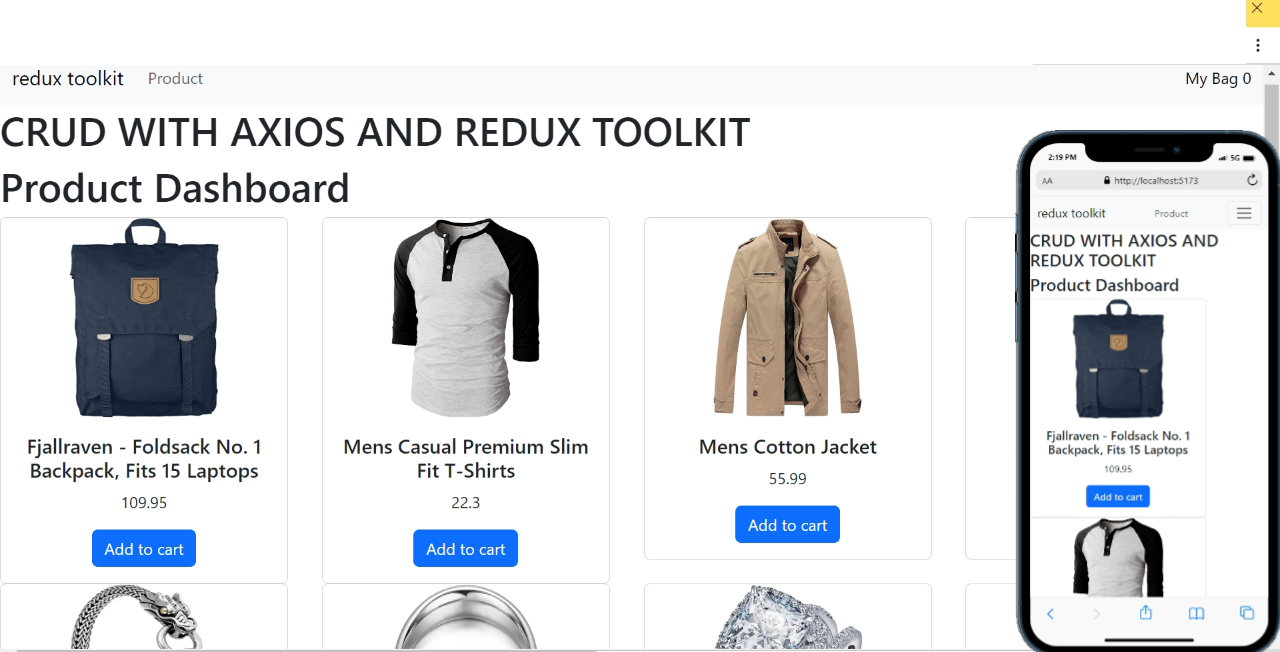 redux toolkit Product My Bag 0
CRUD WITH AXIOS AND REDUX TOOLKIT
Product Dashboard
Fjallraven - Foldsack No. 1
Backpack, Fits 15 Laptops
109.95
Add to cart
Mens Casual Premium Slim
Fit T-Shirts
22.3
Add to cart
Mens Cotton Jacket
55.99
Add to cart
2:19 PM 5G
AA http://localhost:5173
redux toolkit Product
CRUD WITH AXIOS AND
REDUX TOOLKIT
Product Dashboard
Fjallraven - Foldsack No. 1
Backpack, Fits 15 Laptops
109.95
Add to cart